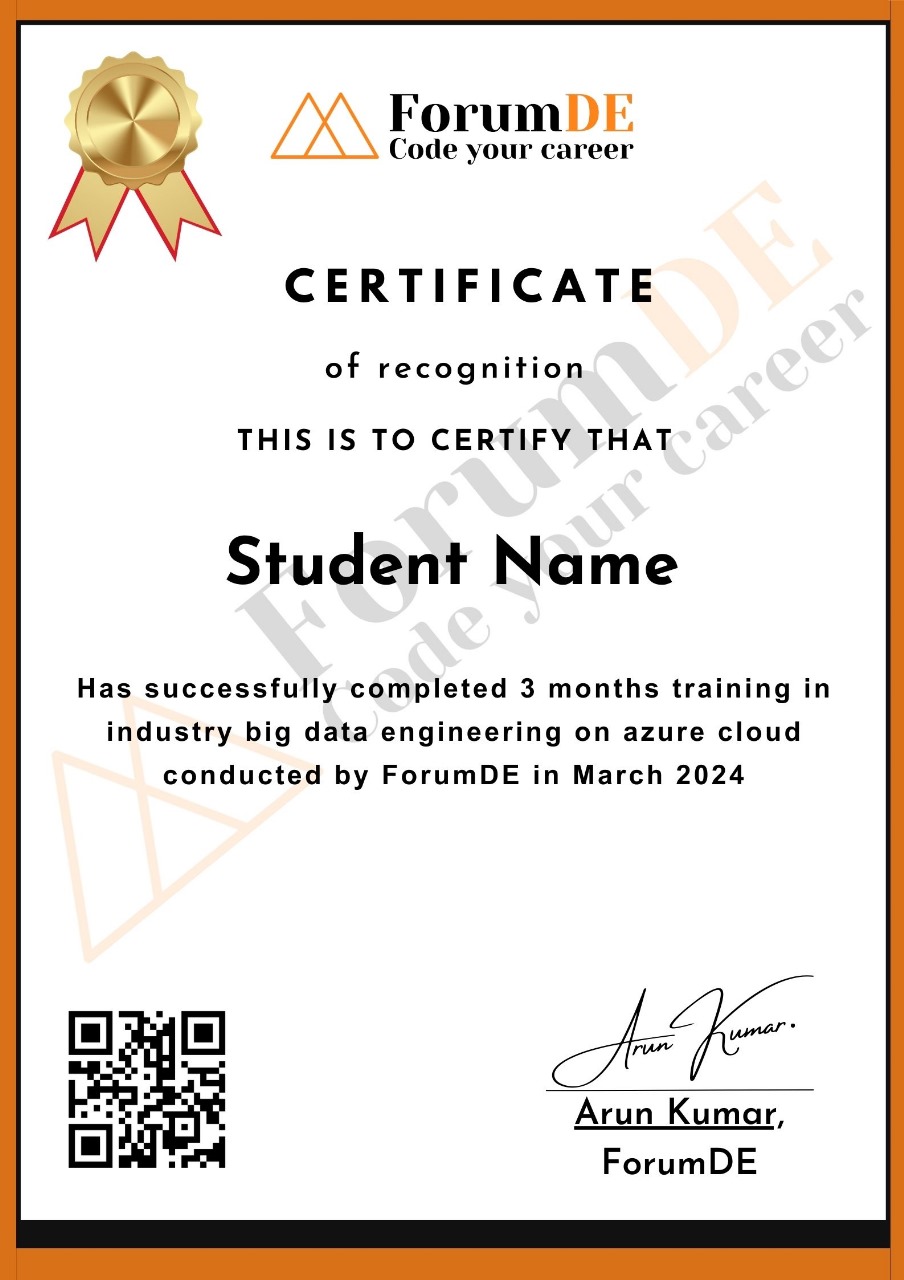 ForumDE
Code your career
CERTIFICATE
of recognition
THIS IS TO CERTIFY THAT
Student Name
Has successfully completed 3 months training in
industry big data engineering on azure cloud
conducted by ForumDE in March 2024
ForumDE
Code your career
Arun Kumar.
Arun Kumar,
ForumDE